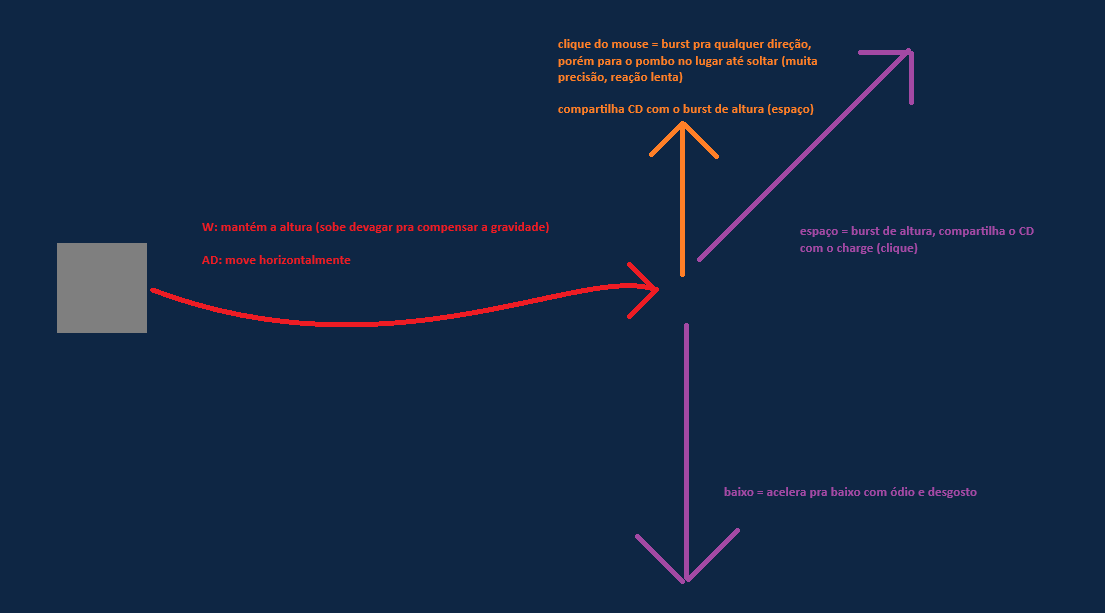 clique do mouse = burst pra qualquer direção,
porém para o pombo no lugar até soltar (muita
precisão, reação lenta)
compartilha CD com o burst de altura (espaço)
W: mantém a altura (sobe devagar pra compensar a gravidade)
AD: move horizontalmente
espaço = burst de altura, compartilha o CD
com o charge (clique)
baixo = acelera pra baixo com ódio e desgosto